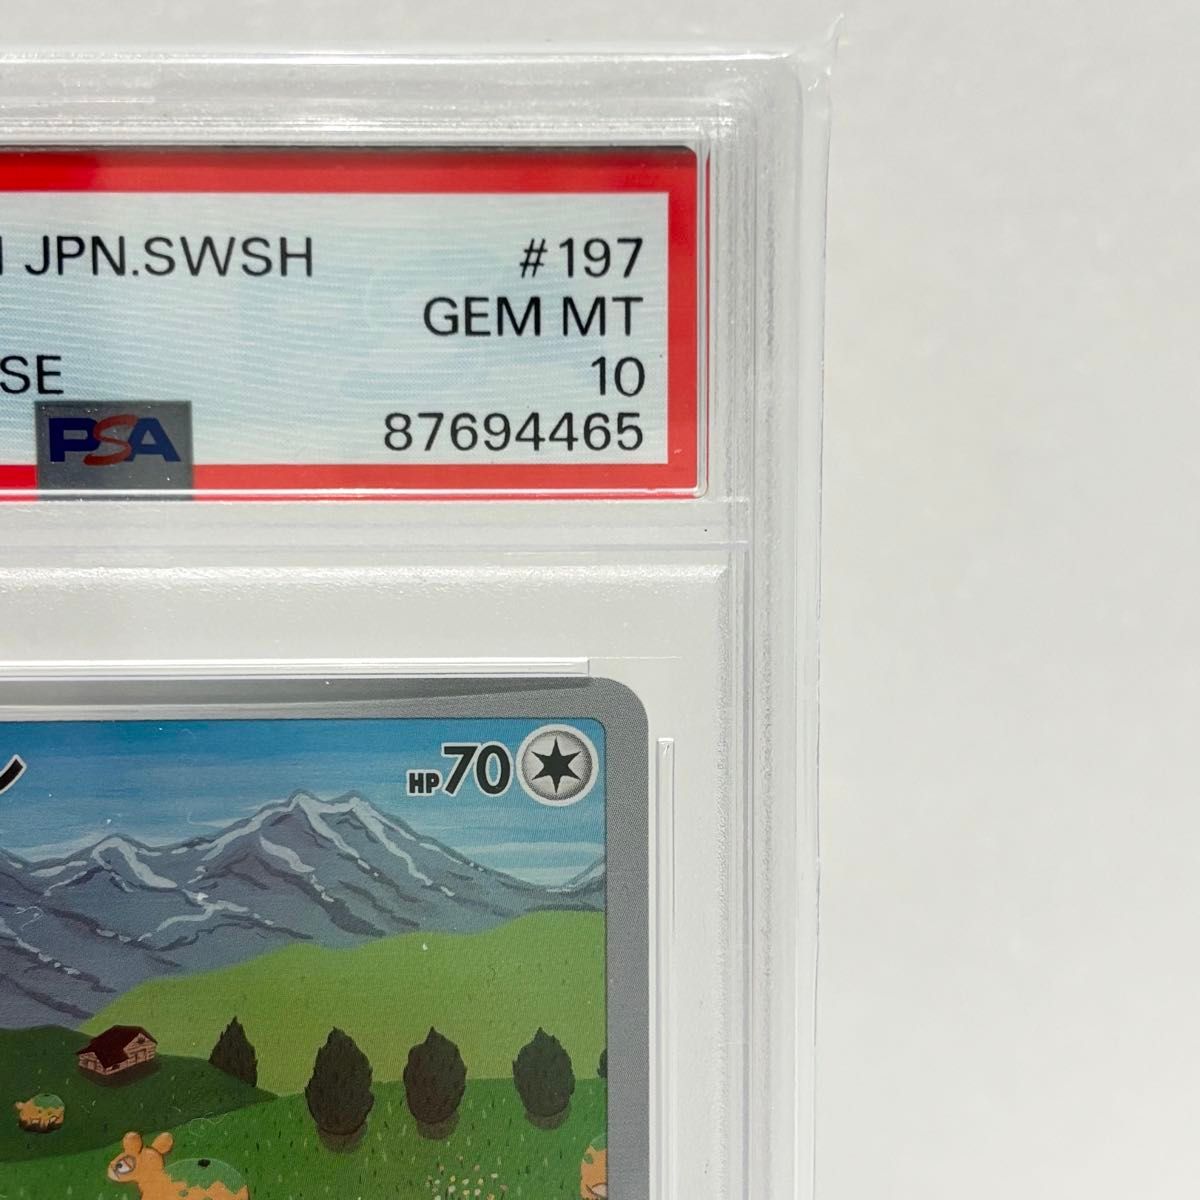 JPN.SWSH #197
GEM MT
SE 10
PSA 87694465
HP70